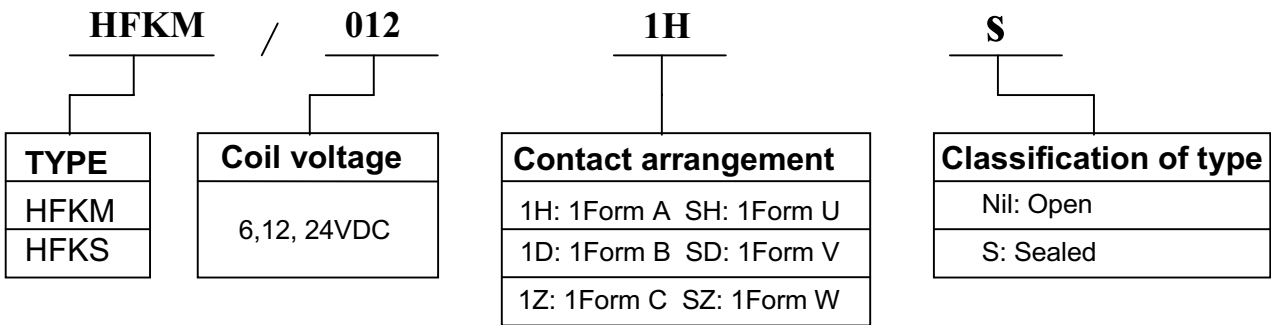 HFKM / 012 1H S
TYPE Coil voltage Contact arrangement Classification of type
HFKM 6,12, 24VDC 1H: 1Form A SH: 1Form U Nil: Open
HFKS 1D: 1Form B SD: 1Form V S: Sealed
1Z: 1Form C SZ: 1Form W